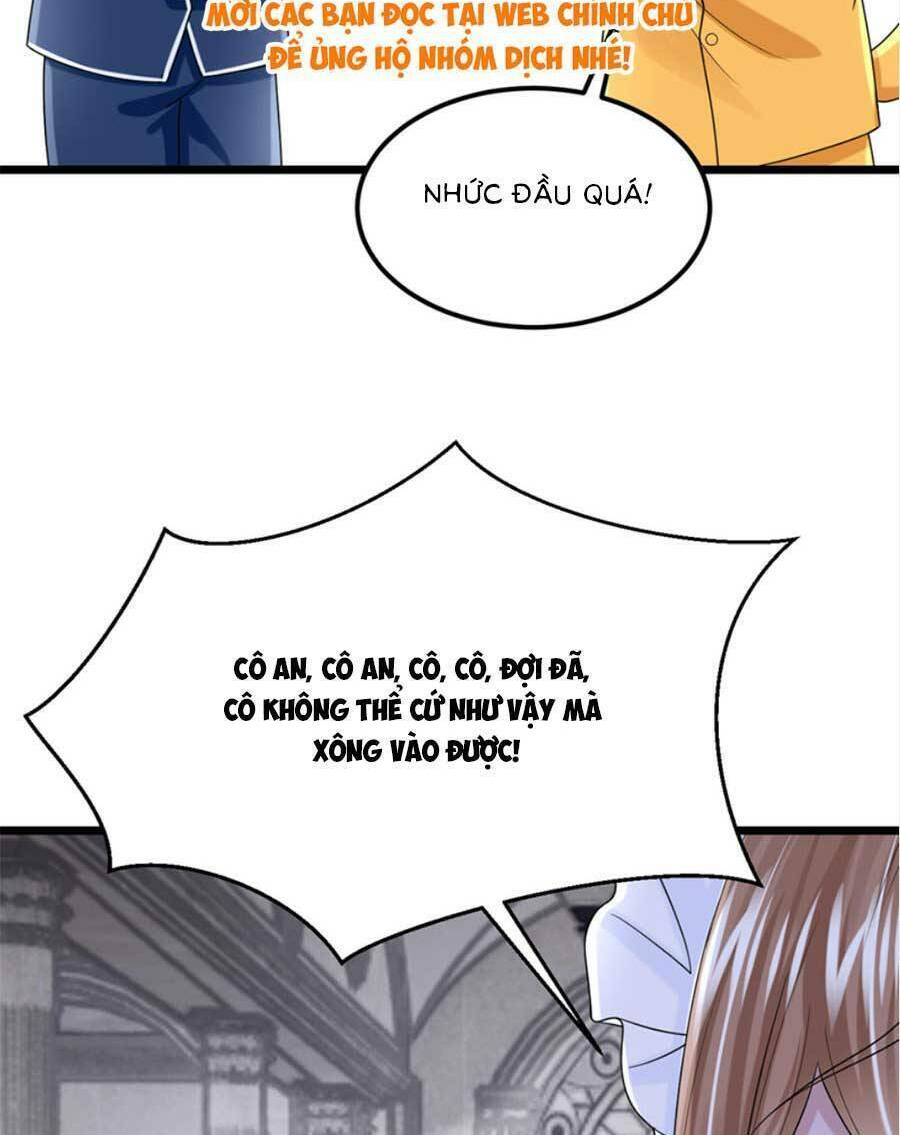 MỜI CÁC BẠN ĐỌC TẠI WEB CHÍNH CHỦ
ĐỂ ỦNG HỘ NHÓM DỊCH NHÉ!
NHỨC ĐẦU QUÁ!
CÔ AN, CÔ AN, CÔ, CÔ, ĐỢI ĐÃ,
CÔ KHÔNG THỂ CỨ NHƯ VẬY MÀ
XÔNG VÀO ĐƯỢC!